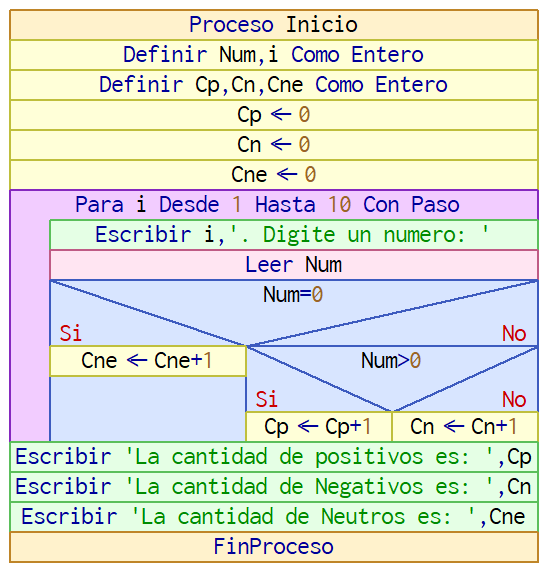 Proceso Inicio
Definir Num,i Como Entero
Definir Cp,Cn,Cne Como Entero
Cp ← 0
Cn ← 0
Cne ← 0
Para i Desde 1 Hasta 10 Con Paso
Escribir i,'. Digite un numero: '
Leer Num
Num=0
Si No
Cne ← Cne+1 Num>0
Si No
Cp ← Cp+1 Cn ← Cn+1
Escribir 'La cantidad de positivos es: ',Cp
Escribir 'La cantidad de Negativos es: ',Cn
Escribir 'La cantidad de Neutros es: ',Cne
FinProceso